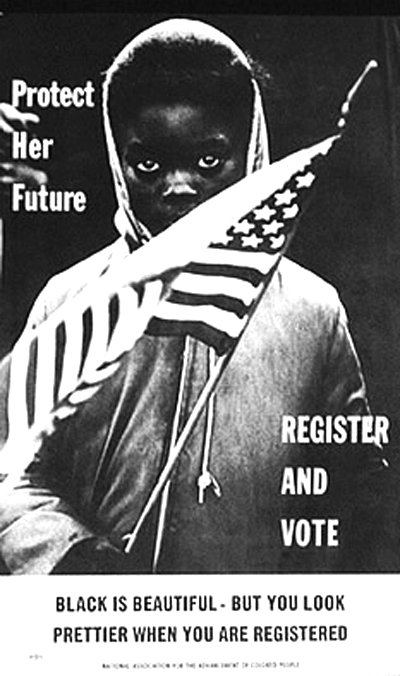 Protect
Her
Future
REGISTER
AND
VOTE
BLACK IS BEAUTIFUL - BUT YOU LOOK
PRETTIER WHEN YOU ARE REGISTERED
NATIONAL ASSOCIATION FOR THE ADVANCEMENT OF COLORED PEOPLE